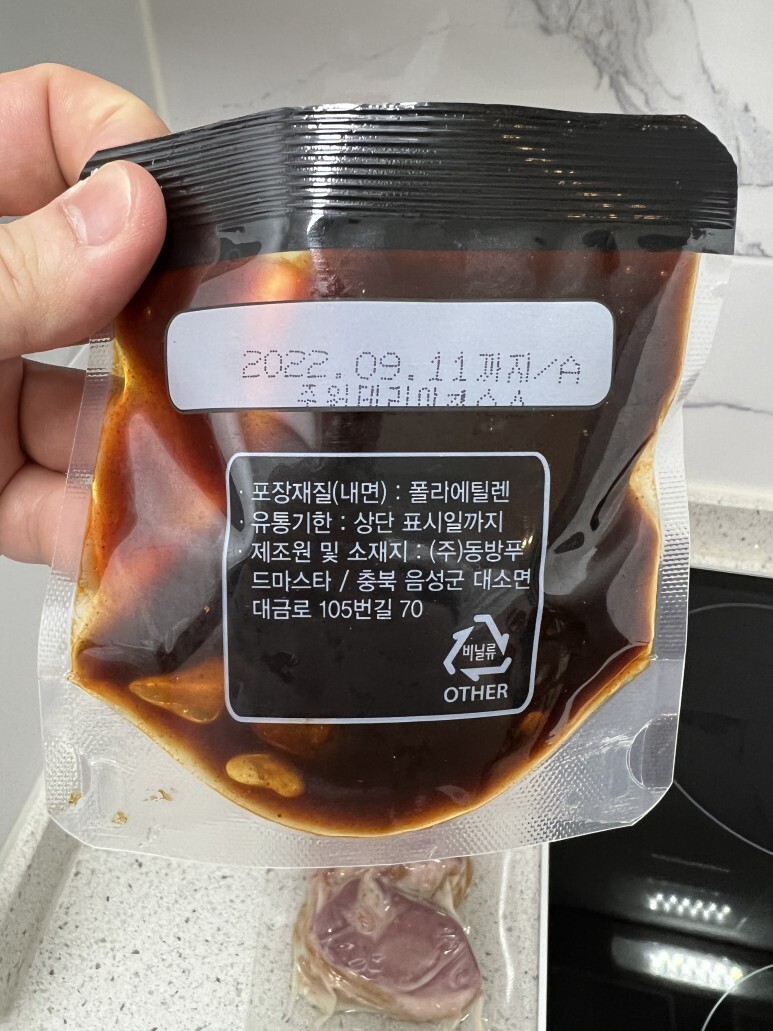 2022.09.11까지/A
· 포장재질(내면) : 폴라에틸렌
· 유통기한 : 상단 표시일까지
· 제조원 및 소재지 : (주)동방푸
드마스타 / 충북 음성군 대소면
대금로 105번길 70
비닐류
OTHER